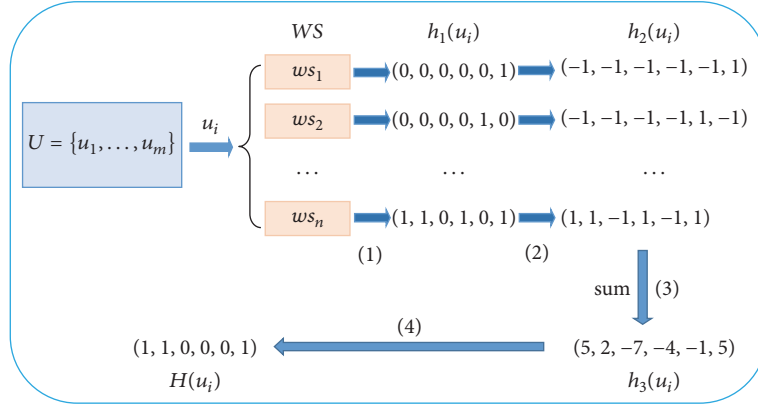 WS h₁(uᵢ) h₂(uᵢ)
ws₁ (0, 0, 0, 0, 0, 1) (−1, −1, −1, −1, −1, 1)
U = {u₁, . . . , uₘ} uᵢ ws₂ (0, 0, 0, 0, 1, 0) (−1, −1, −1, −1, 1, −1)
. . . . . . . . .
wsₙ (1, 1, 0, 1, 0, 1) (1, 1, −1, 1, −1, 1)
(1) (2)
sum (3)
(4)
(1, 1, 0, 0, 0, 1) (5, 2, −7, −4, −1, 5)
H(uᵢ) h₃(uᵢ)